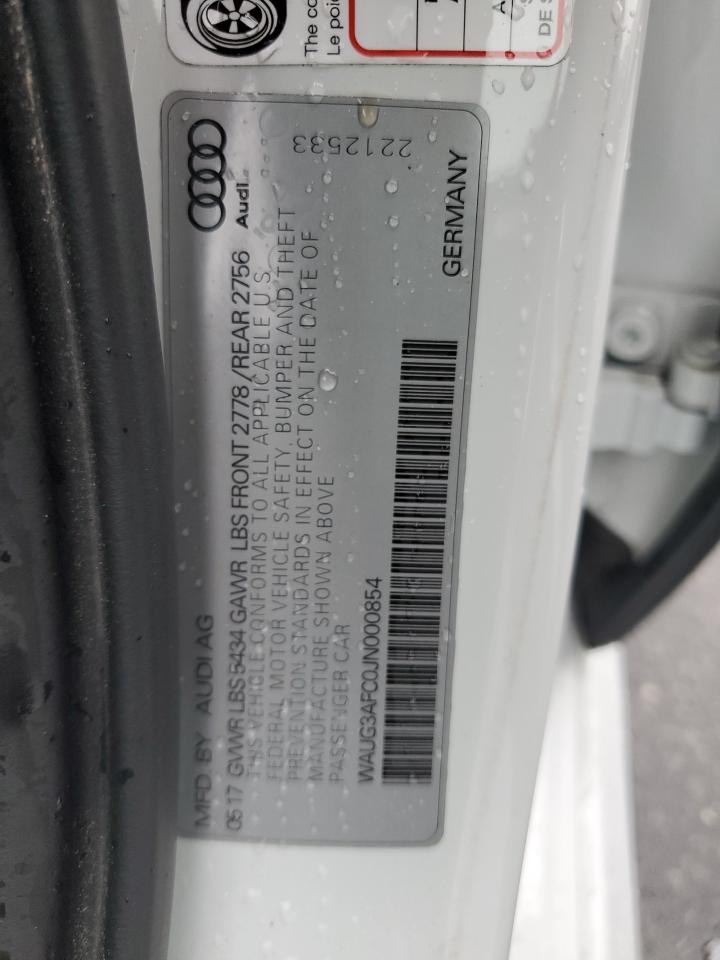 MFD BY AUDI AG
Audi
0517 GVWR LBS 5434 GAWR LBS FRONT 2778/REAR 2756
THIS VEHICLE CONFORMS TO ALL APPLICABLE U.S.
FEDERAL MOTOR VEHICLE SAFETY, BUMPER AND THEFT
PREVENTION STANDARDS IN EFFECT ON THE DATE OF
MANUFACTURE SHOWN ABOVE
2212533
PASSENGER CAR
WAUG3AFC0JN000854
GERMANY
The co
Le poi
A
DE S